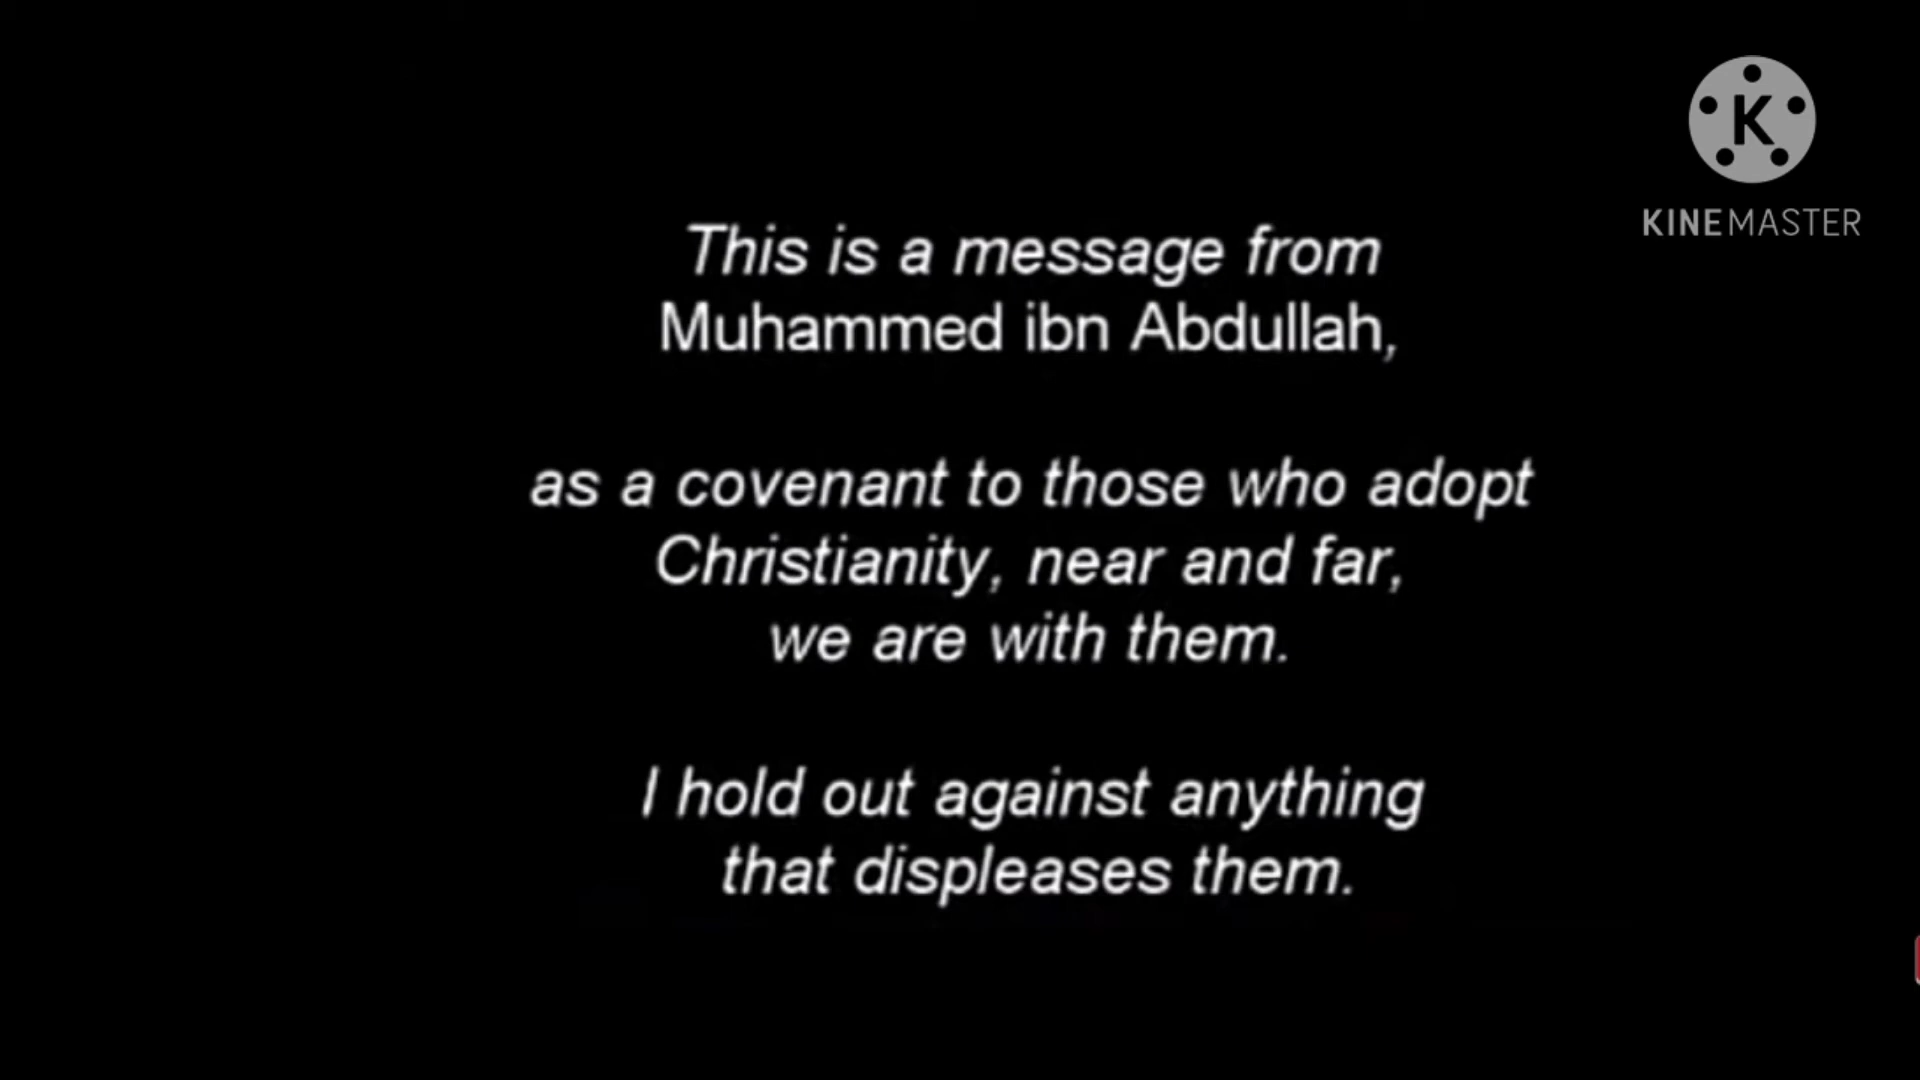 K
KINEMASTER
This is a message from
Muhammed ibn Abdullah,
as a covenant to those who adopt
Christianity, near and far,
we are with them.
I hold out against anything
that displeases them.